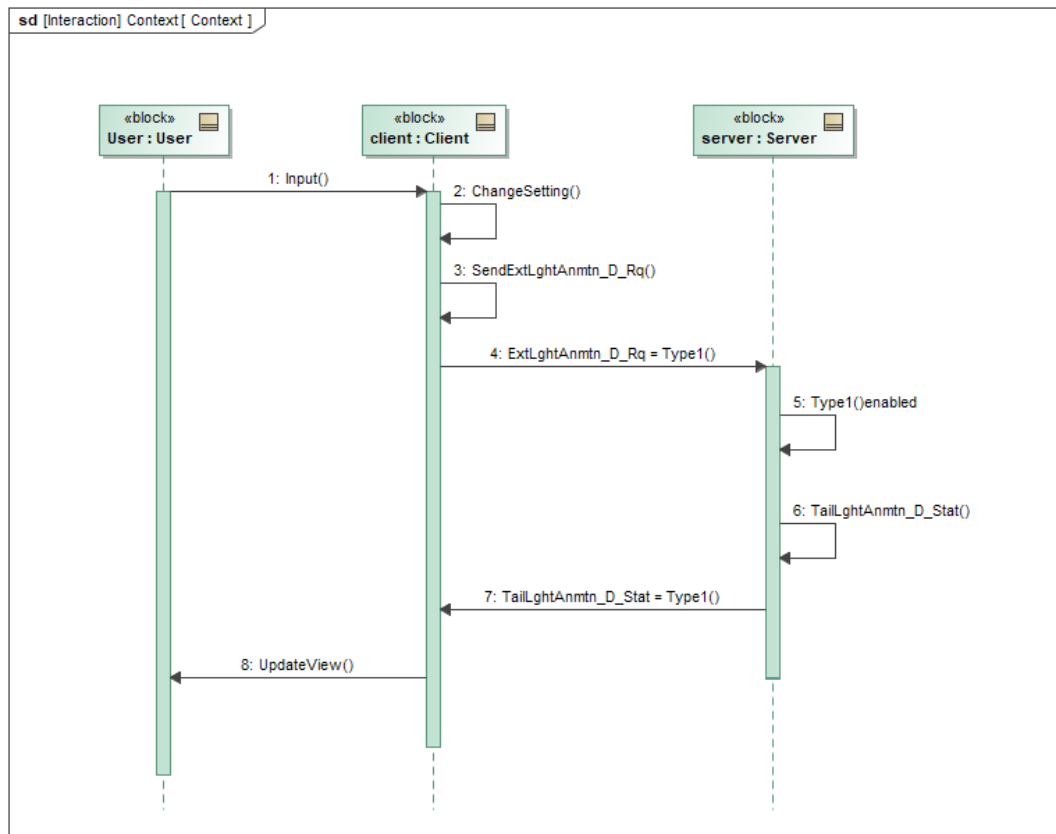 sd [Interaction] Context [ Context ]
«block»
User : User
«block»
client : Client
«block»
server : Server
1: Input()
2: ChangeSetting()
3: SendExtLghtAnmtn_D_Rq()
4: ExtLghtAnmtn_D_Rq = Type1()
5: Type1()enabled
6: TailLghtAnmtn_D_Stat()
7: TailLghtAnmtn_D_Stat = Type1()
8: UpdateView()